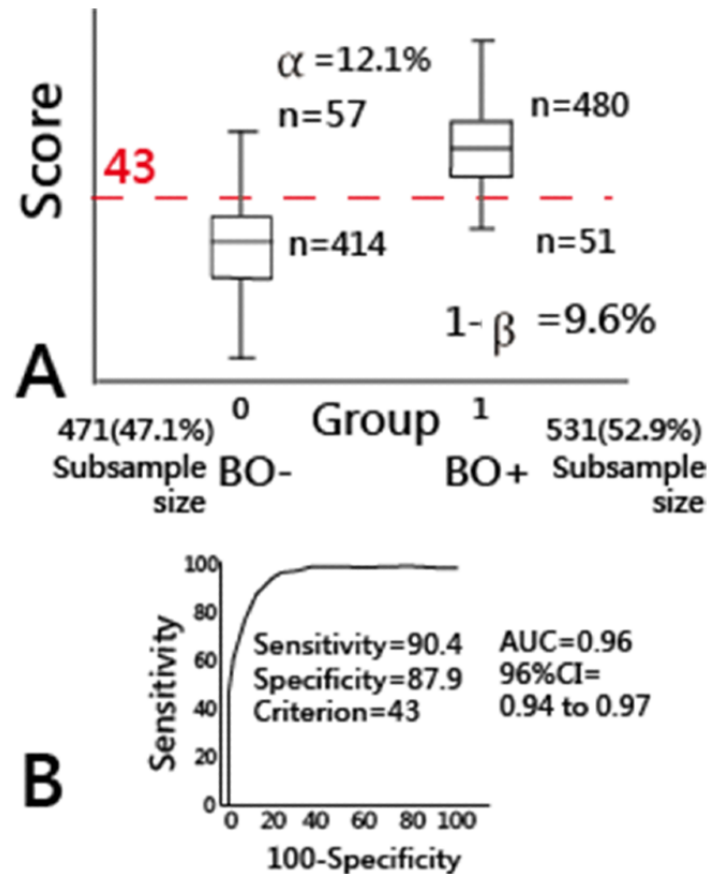 Score
43
α =12.1%
n=57
n=480
n=414
n=51
1- β =9.6%
A
0
1
471(47.1%)
Subsample
size
Group
BO-
BO+
531(52.9%)
Subsample
size
B
Sensitivity
100
80
60
40
20
0
Sensitivity=90.4
Specificity=87.9
Criterion=43
AUC=0.96
96%CI=
0.94 to 0.97
0 20 40 60 80 100
100-Specificity